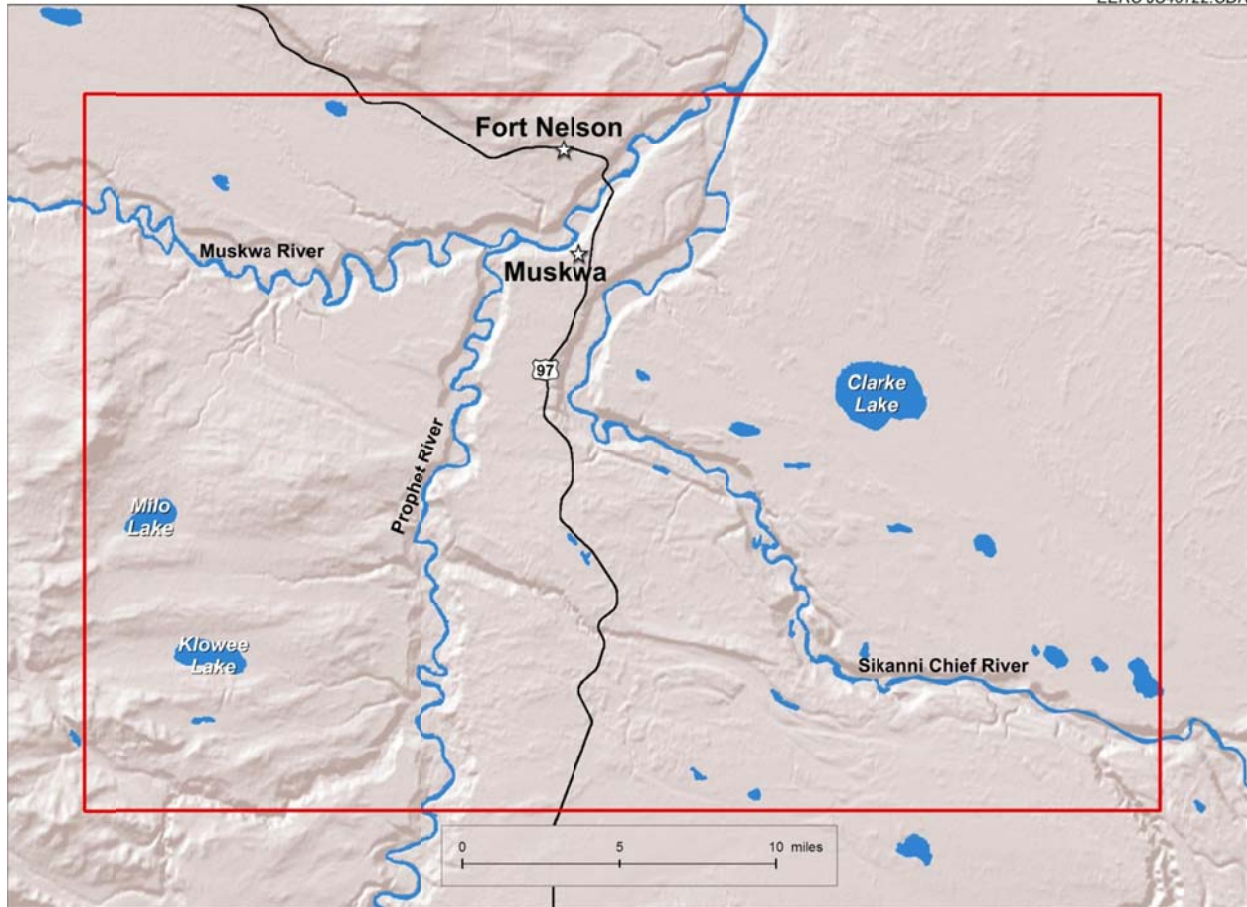 Fort Nelson
Muskwa River
Muskwa
97
Clarke
Lake
Prophet River
Milo
Lake
Klowee
Lake
Sikanni Chief River
0 5 10 miles